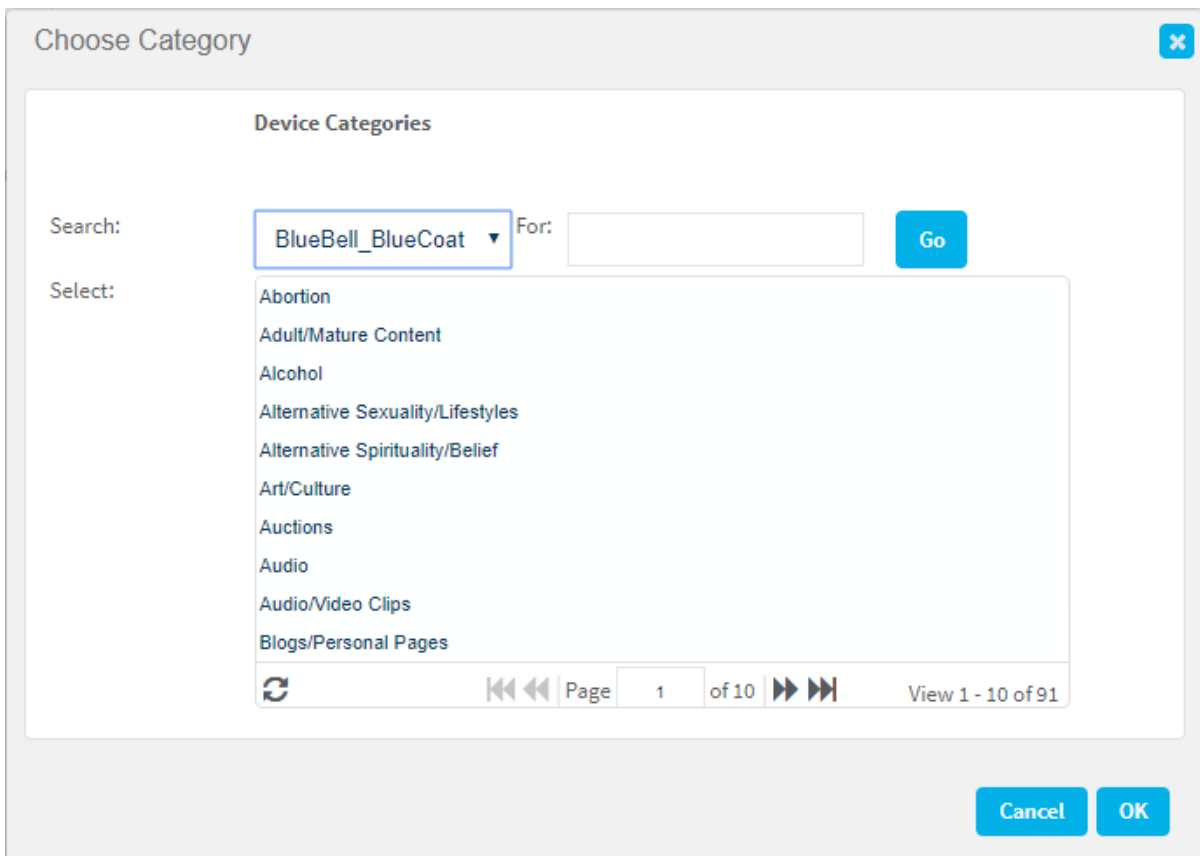 Choose Category
Device Categories
Search: BlueBell_BlueCoat For: Go
Select:
Abortion
Adult/Mature Content
Alcohol
Alternative Sexuality/Lifestyles
Alternative Spirituality/Belief
Art/Culture
Auctions
Audio
Audio/Video Clips
Blogs/Personal Pages
Page 1 of 10 View 1 - 10 of 91
Cancel OK